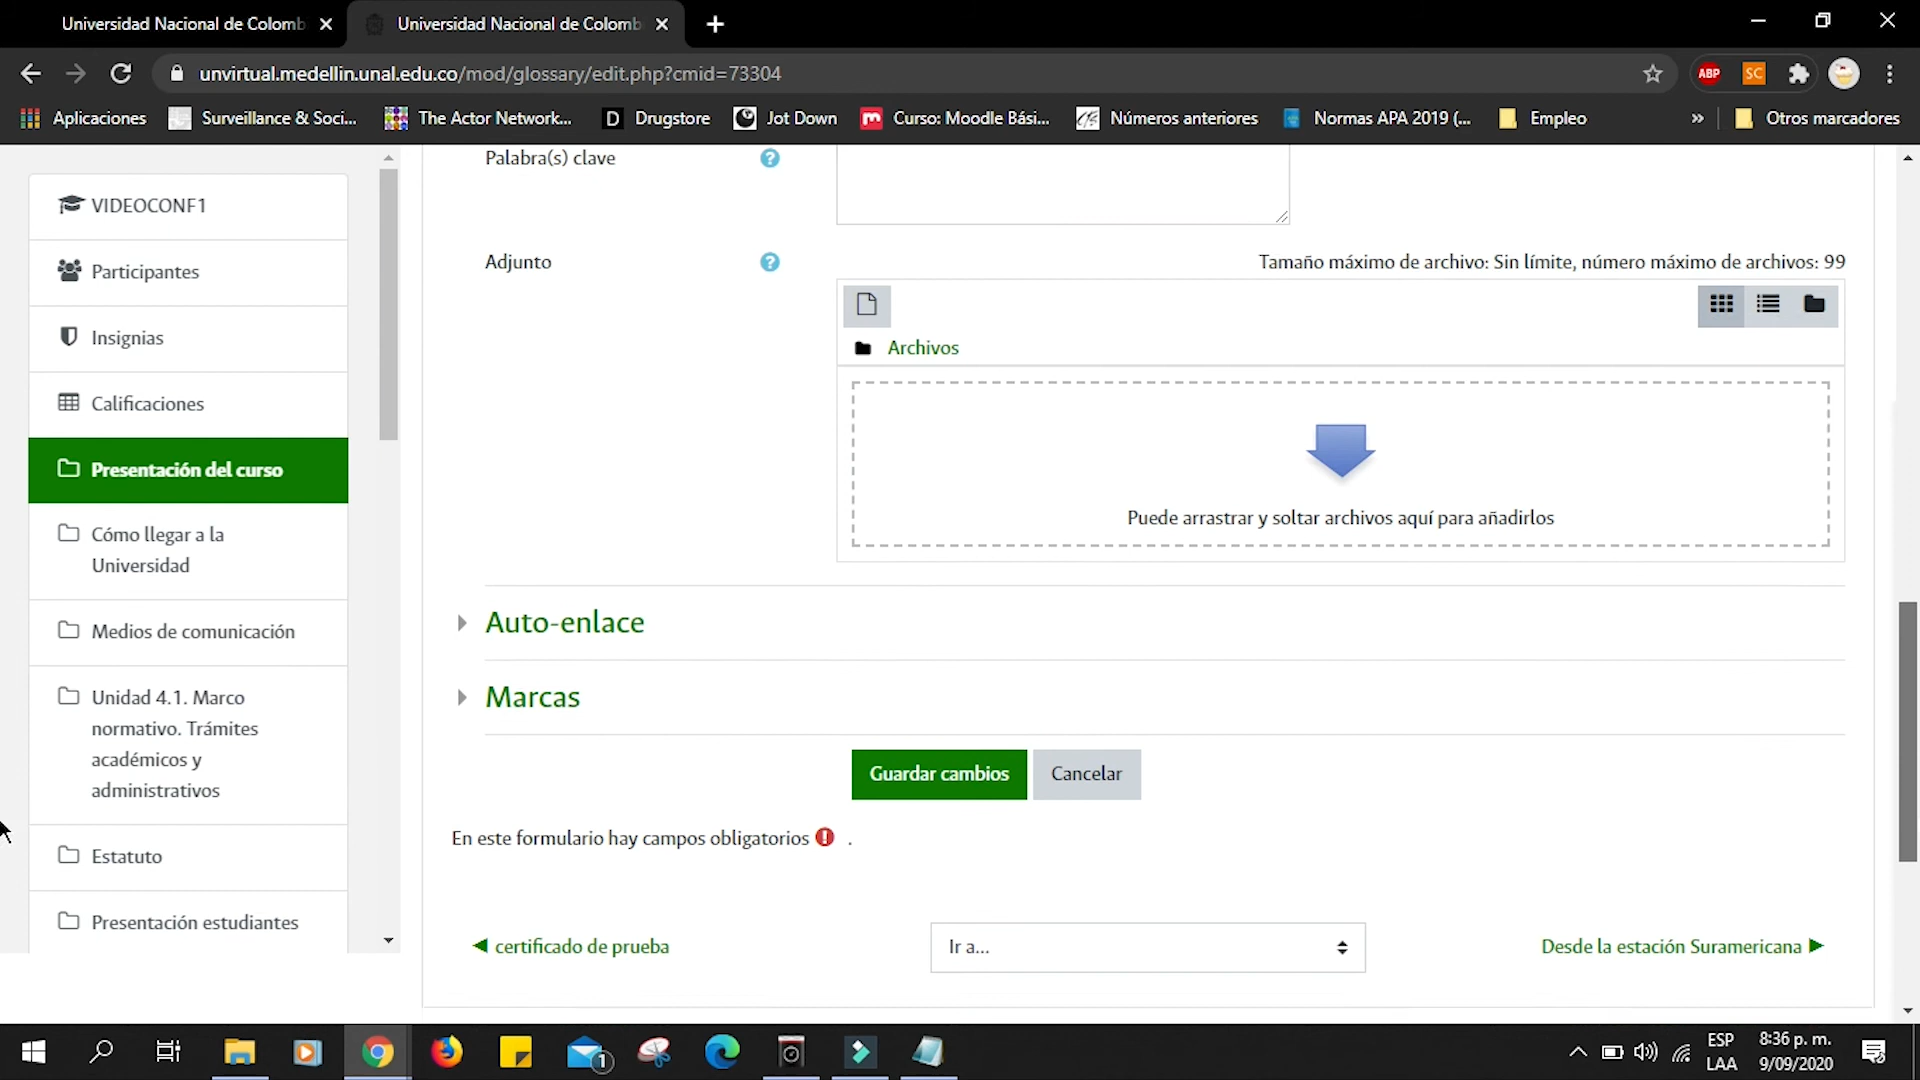 Universidad Nacional de Colomb
Universidad Nacional de Colomb
unvirtual.medellin.unal.edu.co/mod/glossary/edit.php?cmid=73304
ABP
SC
Aplicaciones
Surveillance & Soci...
The Actor Network...
D
Drugstore
Jot Down
Curso: Moodle Bási...
Números anteriores
Normas APA 2019 (...
Empleo
»
Otros marcadores
VIDEOCONF1
Participantes
Insignias
Calificaciones
Presentación del curso
Cómo llegar a la
Universidad
Medios de comunicación
Unidad 4.1. Marco
normativo. Trámites
académicos y
administrativos
Estatuto
Presentación estudiantes
Palabra(s) clave
Adjunto
Tamaño máximo de archivo: Sin límite, número máximo de archivos: 99
Archivos
Puede arrastrar y soltar archivos aquí para añadirlos
Auto-enlace
Marcas
Guardar cambios
Cancelar
En este formulario hay campos obligatorios .
◀ certificado de prueba
Ir a...
Desde la estación Suramericana ▶
1
ESP
LAA
8:36 p. m.
9/09/2020